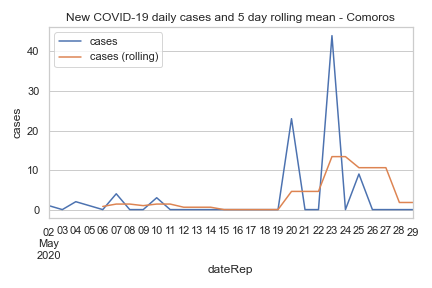 New COVID-19 daily cases and 5 day rolling mean - Comoros
cases
cases (rolling)
40
30
20
10
0
cases
02 03 04 05 06 07 08 09 10 11 12 13 14 15 16 17 18 19 20 21 22 23 24 25 26 27 28 29
May
2020
dateRep